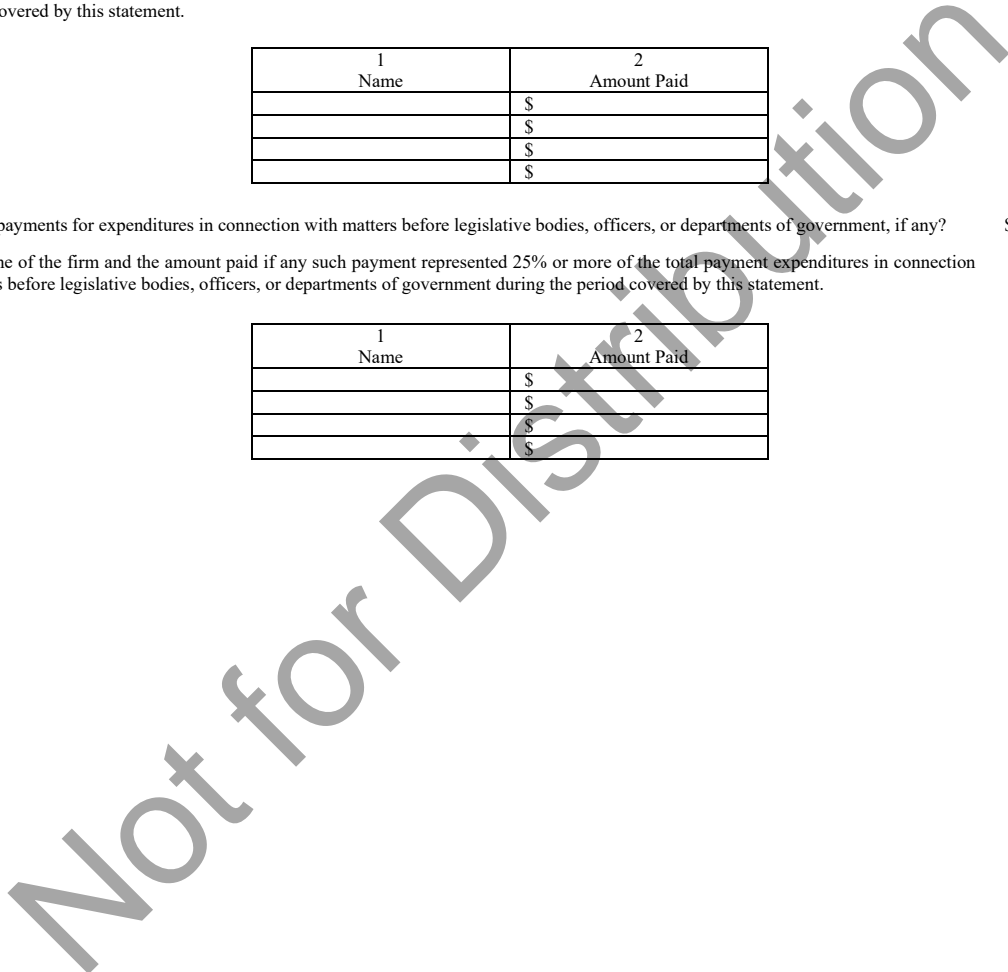 overed by this statement.
1 2
Name Amount Paid
$
$
$
$
payments for expenditures in connection with matters before legislative bodies, officers, or departments of government, if any?
of the firm and the amount paid if any such payment represented 25% or more of the total payment expenditures in connection
before legislative bodies, officers, or departments of government during the period covered by this statement.
1 2
Name Amount Paid
$
$
$
$
Not for Distribution